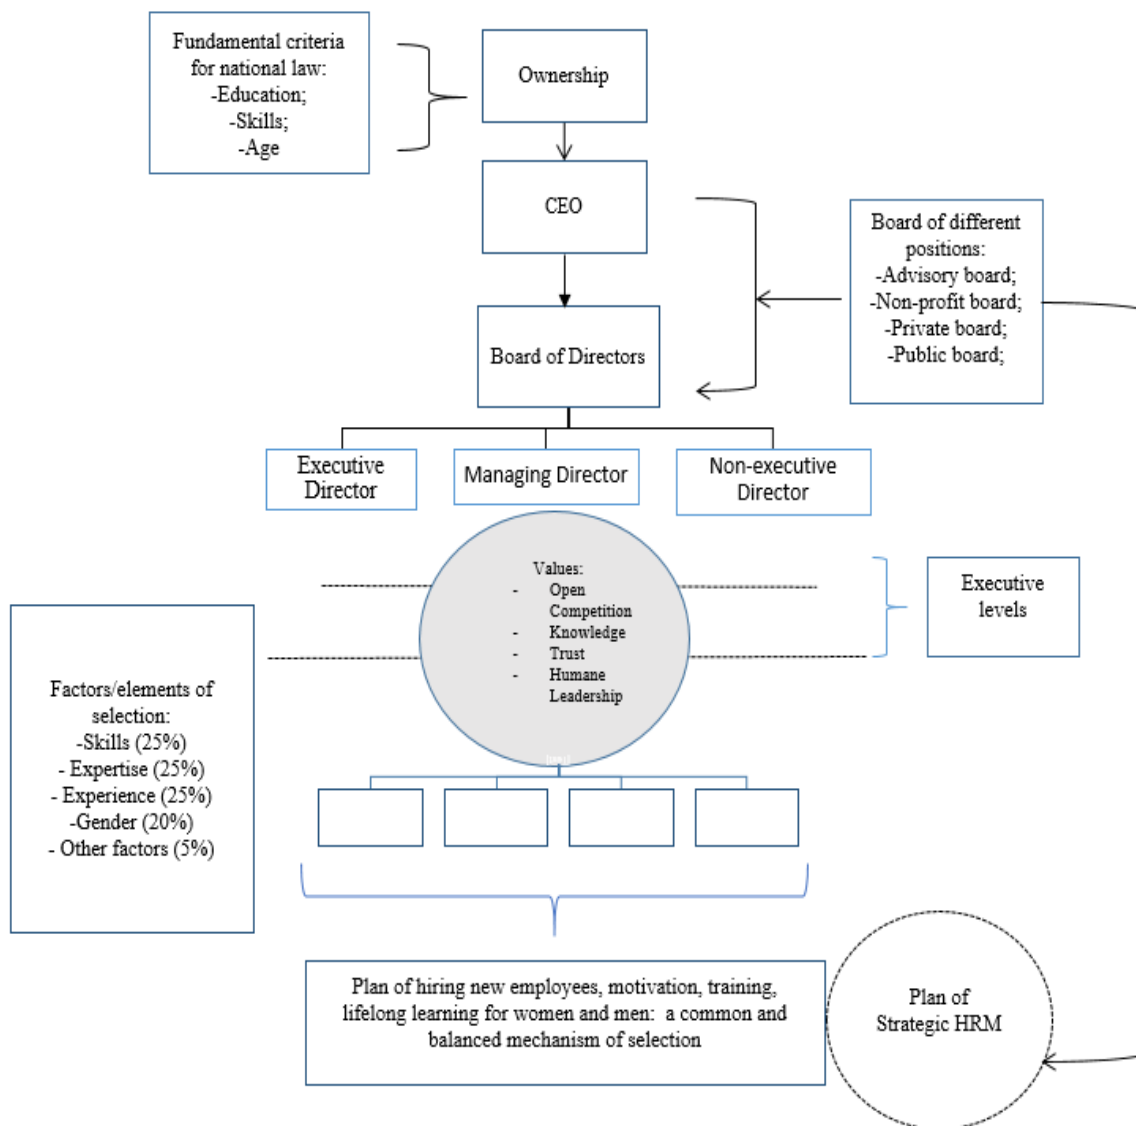 Fundamental criteria
for national law:
-Education;
-Skills;
-Age
Ownership
CEO
Board of different
positions:
-Advisory board;
-Non-profit board;
-Private board;
-Public board;
Board of Directors
Executive
Director
Managing Director
Non-executive
Director
Values:
- Open
Competition
- Knowledge
- Trust
- Humane
Leadership
Executive
levels
Factors/elements of
selection:
-Skills (25%)
- Expertise (25%)
- Experience (25%)
-Gender (20%)
- Other factors (5%)
Plan of hiring new employees, motivation, training,
lifelong learning for women and men: a common and
balanced mechanism of selection
Plan of
Strategic HRM